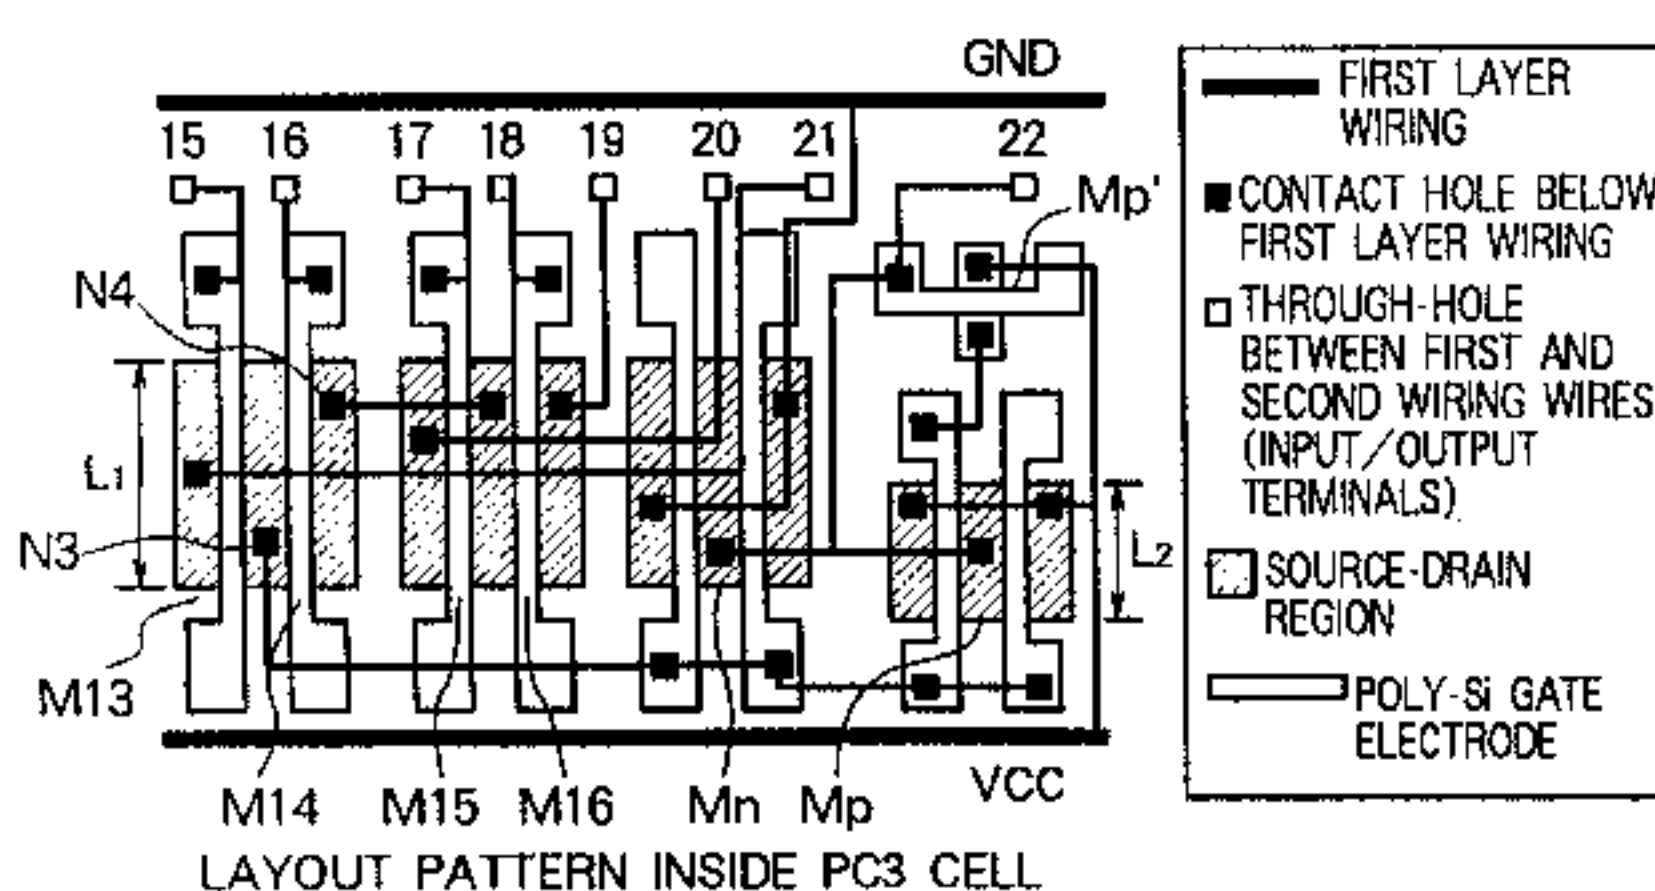 GND
15 16 17 18 19 20 21 22
Mp'
N4
L1
N3
L2
M13
M14 M15 M16 Mn Mp
VCC
LAYOUT PATTERN INSIDE PC3 CELL
FIRST LAYER
WIRING
CONTACT HOLE BELOW
FIRST LAYER WIRING
THROUGH-HOLE
BETWEEN FIRST AND
SECOND WIRING WIRES
(INPUT/OUTPUT
TERMINALS)
SOURCE-DRAIN
REGION
POLY-Si GATE
ELECTRODE